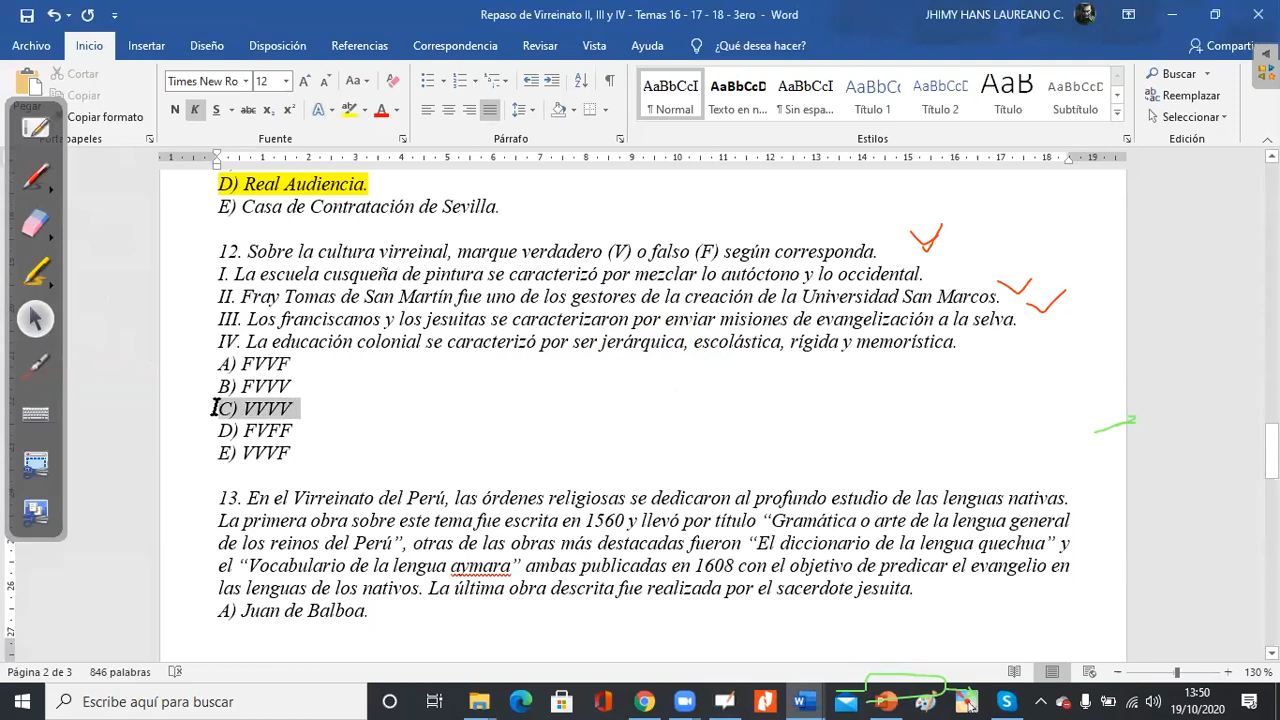 Repaso de Virreinato II, III y IV - Temas 16 - 17 - 18 - 3ero - Word
JHIMY HANS LAUREANO C.
Archivo Inicio Insertar Diseño Disposición Referencias Correspondencia Revisar Vista Ayuda ¿Qué desea hacer? Comparti
Cortar
Copiar
Pegar
Copiar formato
Times New Ro 12
N K S abc x₂ x² A
AaBbCcI AaBbCcD AaBbCcI AaBbCc AaBbCcD AaB AaBbCcD
¶ Normal Texto en n... ¶ Sin espa... Título 1 Título 2 Título Subtítulo
Buscar
Reemplazar
Seleccionar
Fuente Párrafo Estilos Edición
D) Real Audiencia.
E) Casa de Contratación de Sevilla.
12. Sobre la cultura virreinal, marque verdadero (V) o falso (F) según corresponda.
I. La escuela cusqueña de pintura se caracterizó por mezclar lo autóctono y lo occidental.
II. Fray Tomas de San Martín fue uno de los gestores de la creación de la Universidad San Marcos.
III. Los franciscanos y los jesuitas se caracterizaron por enviar misiones de evangelización a la selva.
IV. La educación colonial se caracterizó por ser jerárquica, escolástica, rígida y memorística.
A) FVVF
B) FVVV
C) VVVV
D) FVFF
E) VVVF
13. En el Virreinato del Perú, las órdenes religiosas se dedicaron al profundo estudio de las lenguas nativas.
La primera obra sobre este tema fue escrita en 1560 y llevó por título “Gramática o arte de la lengua general
de los reinos del Perú”, otras de las obras más destacadas fueron “El diccionario de la lengua quechua” y
el “Vocabulario de la lengua aymara” ambas publicadas en 1608 con el objetivo de predicar el evangelio en
las lenguas de los nativos. La última obra descrita fue realizada por el sacerdote jesuita.
A) Juan de Balboa.
Página 2 de 3 846 palabras 130 %
Escribe aquí para buscar
13:50
19/10/2020